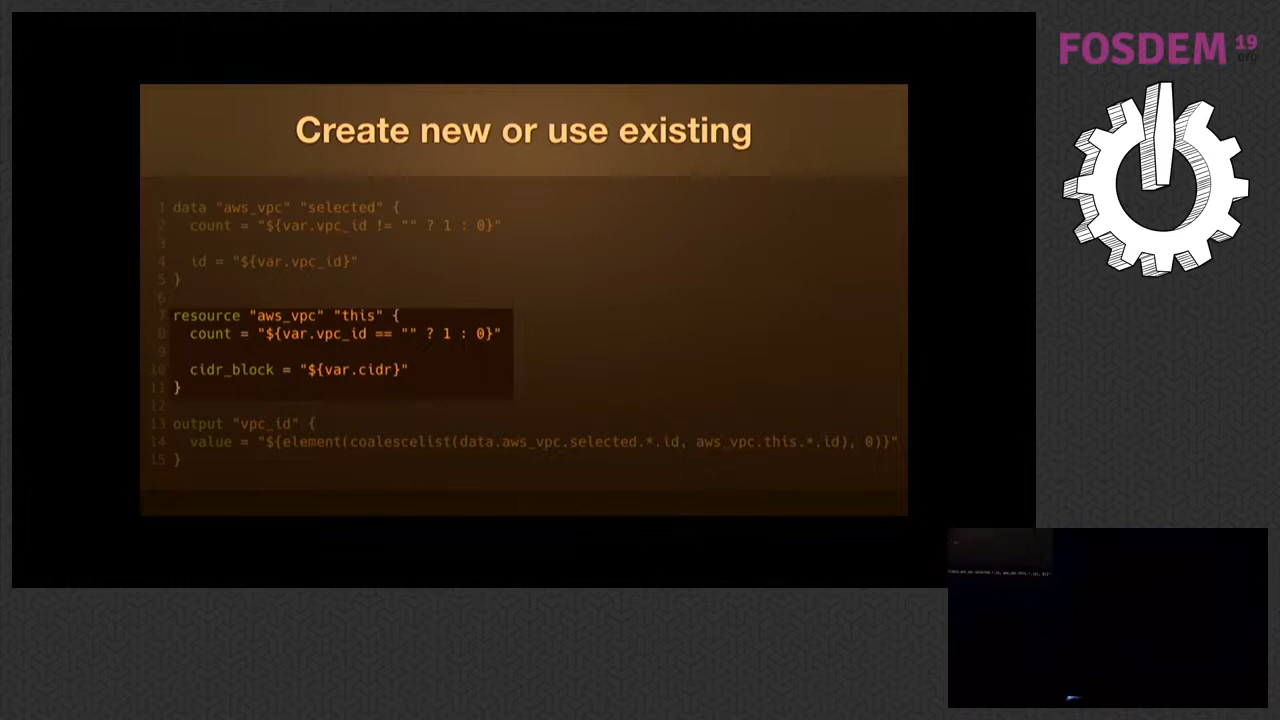 FOSDEM 19
.org
Create new or use existing
1 data "aws_vpc" "selected" {
2   count = "${var.vpc_id != "" ? 1 : 0}"
3
4   id = "${var.vpc_id}"
5 }
6
7 resource "aws_vpc" "this" {
8   count = "${var.vpc_id == "" ? 1 : 0}"
9
10   cidr_block = "${var.cidr}"
11 }
12
13 output "vpc_id" {
14   value = "${element(coalescelist(data.aws_vpc.selected.*.id, aws_vpc.this.*.id), 0)}"
15 }